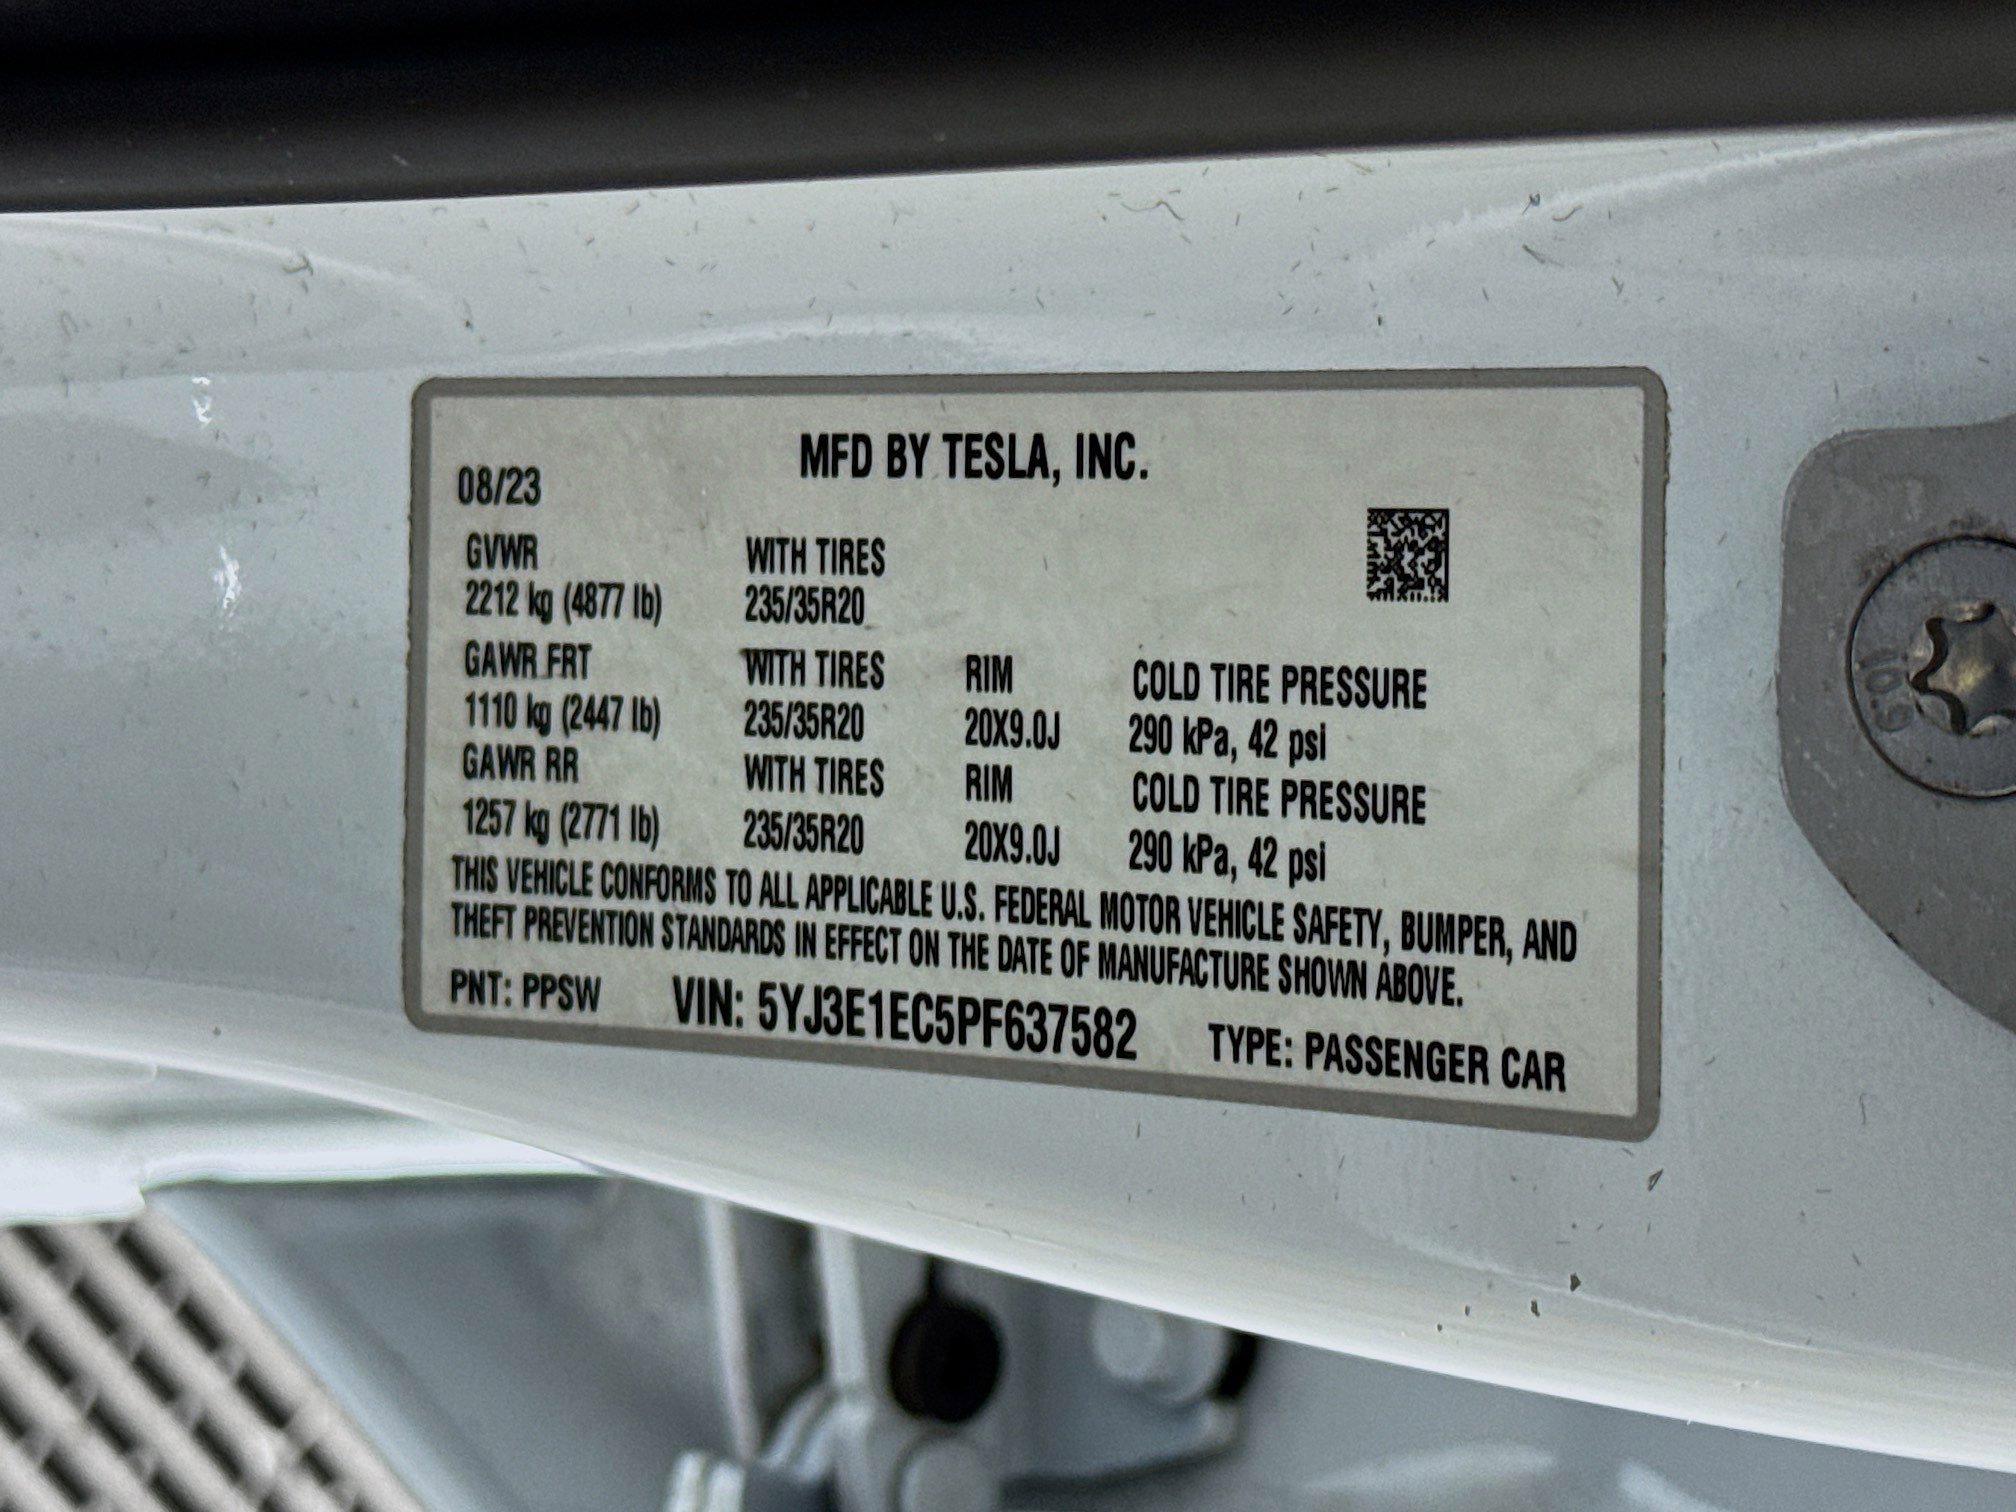 MFD BY TESLA, INC.
08/23
GVWR WITH TIRES
2212 kg (4877 lb) 235/35R20
GAWR FRT WITH TIRES RIM COLD TIRE PRESSURE
1110 kg (2447 lb) 235/35R20 20X9.0J 290 kPa, 42 psi
GAWR RR WITH TIRES RIM COLD TIRE PRESSURE
1257 kg (2771 lb) 235/35R20 20X9.0J 290 kPa, 42 psi
THIS VEHICLE CONFORMS TO ALL APPLICABLE U.S. FEDERAL MOTOR VEHICLE SAFETY, BUMPER, AND
THEFT PREVENTION STANDARDS IN EFFECT ON THE DATE OF MANUFACTURE SHOWN ABOVE.
PNT: PPSW VIN: 5YJ3E1EC5PF637582 TYPE: PASSENGER CAR
10.9